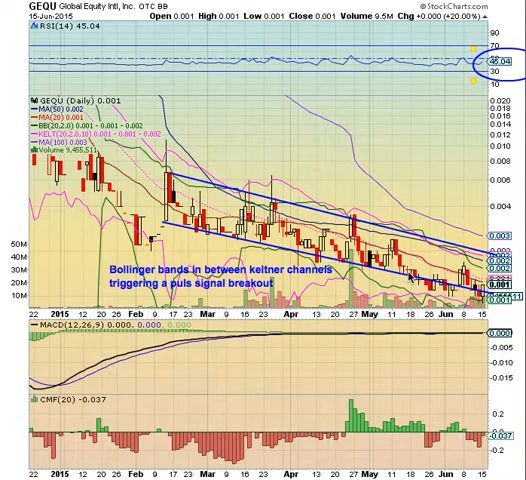 GEQU Global Equity Intl, Inc. OTC BB
© StockCharts.com
15-Jun-2015
Open 0.001 High 0.001 Low 0.001 Close 0.001 Volume 9.5M Chg +0.000 (+20.00%)
RSI(14) 45.04
90
70
45.04
30
10
GEQU (Daily) 0.001
MA(50) 0.002
MA(20) 0.001
BB(20,2.0) 0.001 - 0.001 - 0.002
KELT(20,2.0,10) 0.001 - 0.001 - 0.002
MA(100) 0.003
Volume 9,455,511
0.020
0.018
0.016
0.014
0.012
0.010
0.008
0.006
0.004
0.003
0.002
0.002
0.001
0.001
50M
40M
30M
20M
10M
Bollinger bands in between keltner channels
triggering a puls signal breakout
22 2015 12 20 26 Feb 9 17 23 Mar 9 16 23 Apr 13 20 27 May 11 18 26 Jun 8 15
MACD(12,26,9) 0.000, 0.000, 0.000
0.000
-0.005
-0.010
-0.015
CMF(20) -0.037
0.2
0.0
-0.037
-0.2
22 2015 12 20 26 Feb 9 17 23 Mar 9 16 23 Apr 13 20 27 May 11 18 26 Jun 8 15